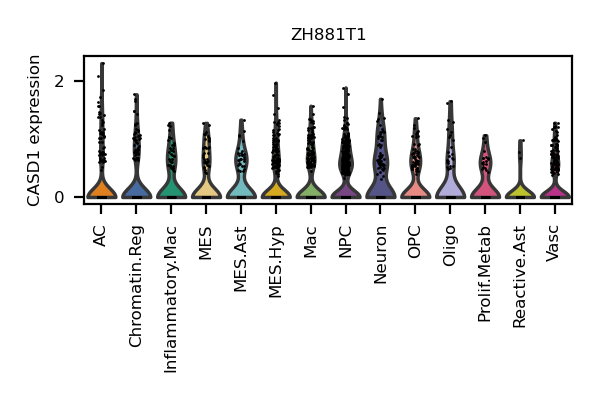 ZH881T1
CASD1 expression
2
0
AC
Chromatin.Reg
Inflammatory.Mac
MES
MES.Ast
MES.Hyp
Mac
NPC
Neuron
OPC
Oligo
Prolif.Metab
Reactive.Ast
Vasc